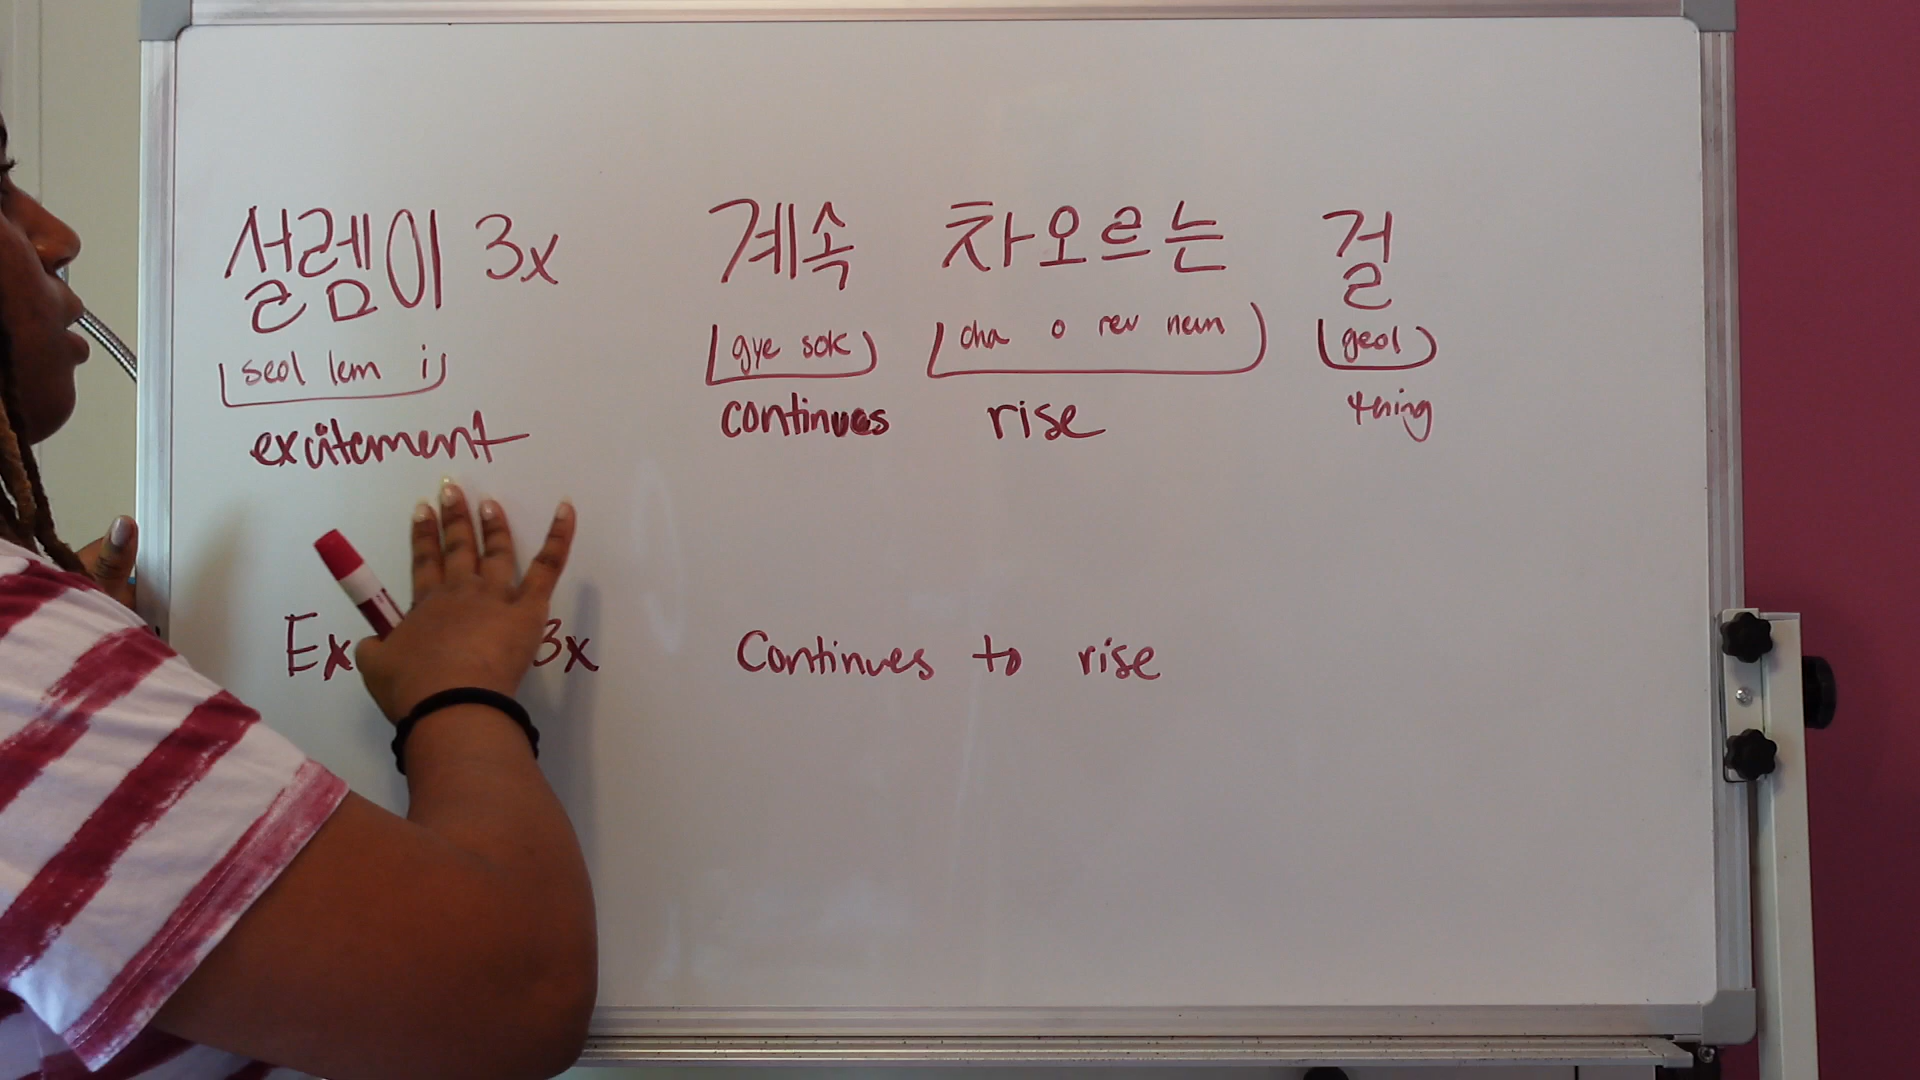 설렘이 3x 계속 차오르는 걸
[seol lem i] [gye sok] [cha o reu neun] [geol]
excitement continues rise thing
Ex 3x Continues to rise